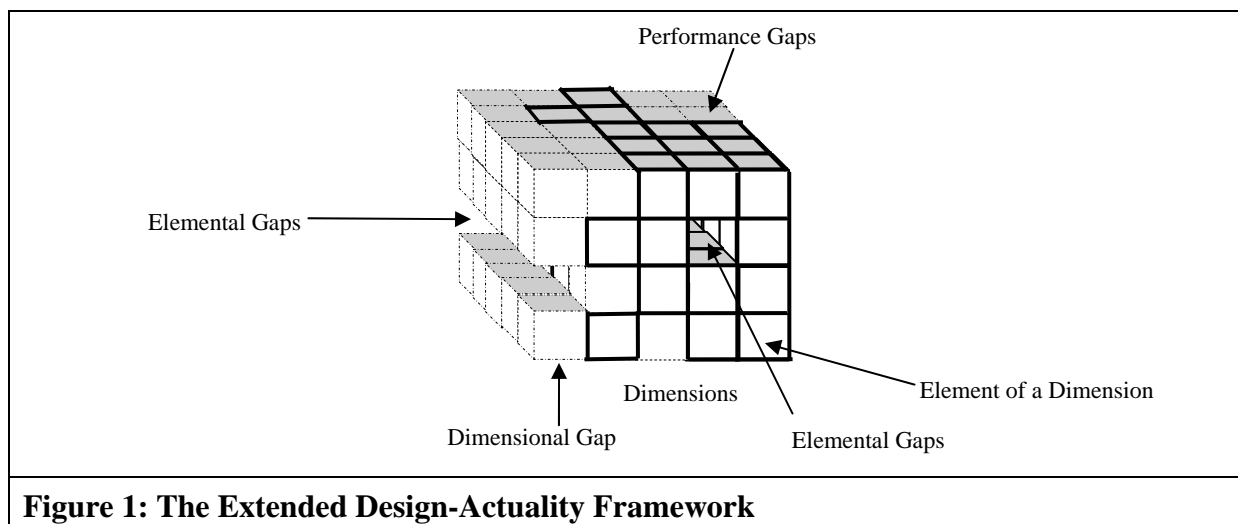 Performance Gaps
Elemental Gaps
Dimensions
Element of a Dimension
Dimensional Gap
Elemental Gaps
Figure 1: The Extended Design-Actuality Framework